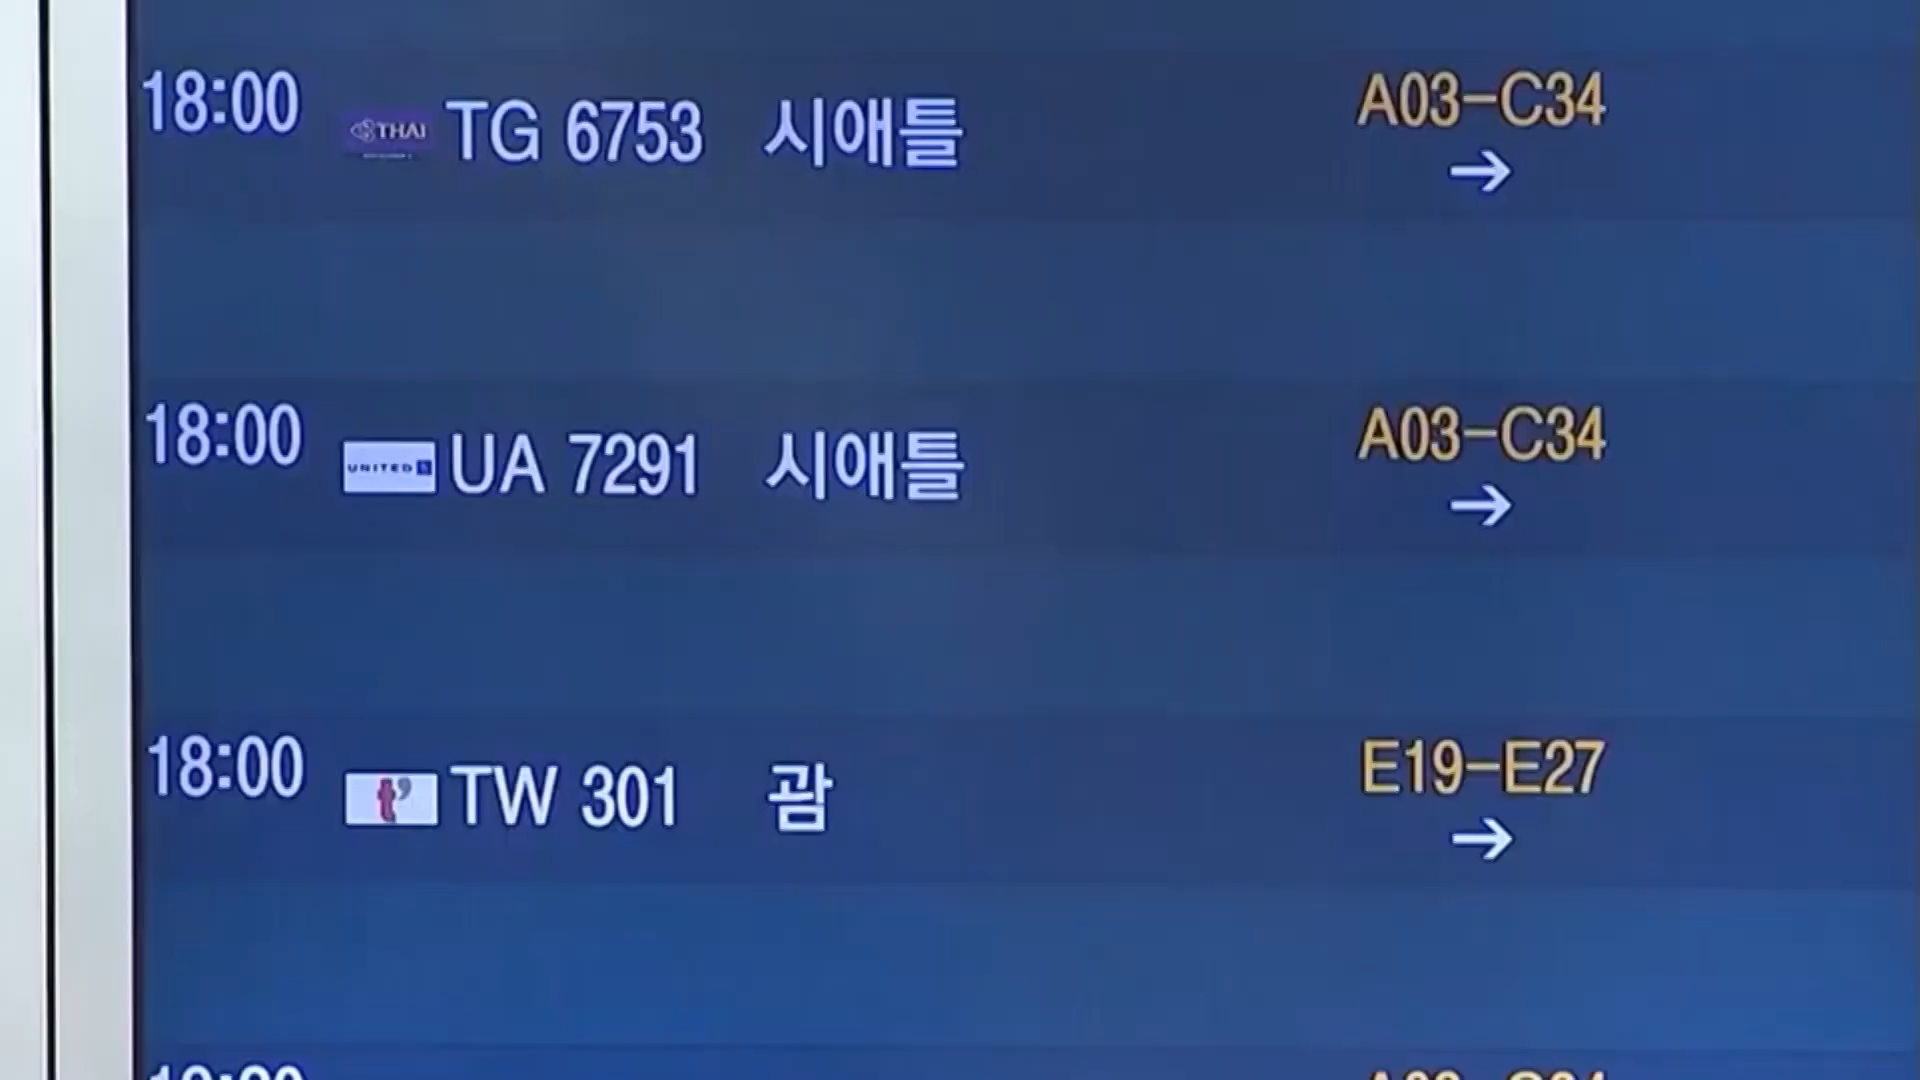 18:00 THAI TG 6753 시애틀 A03-C34
→
18:00 UNITED UA 7291 시애틀 A03-C34
→
18:00 t' TW 301 괌 E19-E27
→